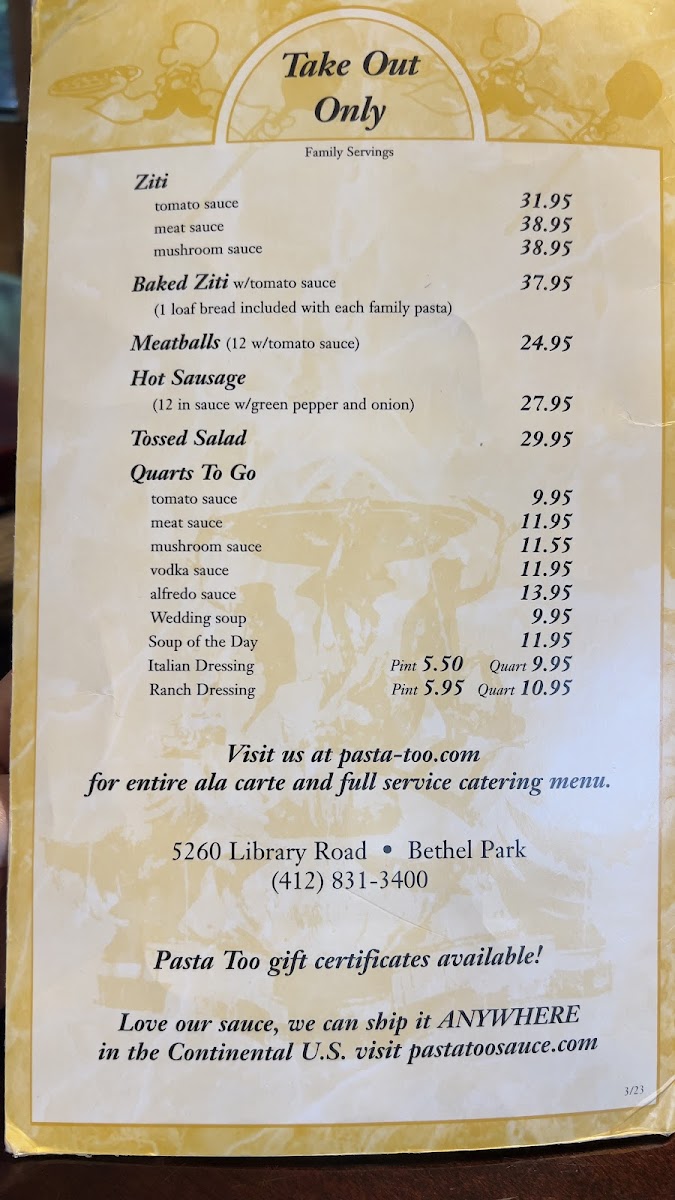 Take Out
Only
Family Servings
Ziti
tomato sauce 31.95
meat sauce 38.95
mushroom sauce 38.95
Baked Ziti w/tomato sauce 37.95
(1 loaf bread included with each family pasta)
Meatballs (12 w/tomato sauce) 24.95
Hot Sausage
(12 in sauce w/green pepper and onion) 27.95
Tossed Salad 29.95
Quarts To Go
tomato sauce 9.95
meat sauce 11.95
mushroom sauce 11.55
vodka sauce 11.95
alfredo sauce 13.95
Wedding soup 9.95
Soup of the Day 11.95
Italian Dressing Pint 5.50 Quart 9.95
Ranch Dressing Pint 5.95 Quart 10.95
Visit us at pasta-too.com
for entire ala carte and full service catering menu.
5260 Library Road • Bethel Park
(412) 831-3400
Pasta Too gift certificates available!
Love our sauce, we can ship it ANYWHERE
in the Continental U.S. visit pastatoosauce.com
3/23